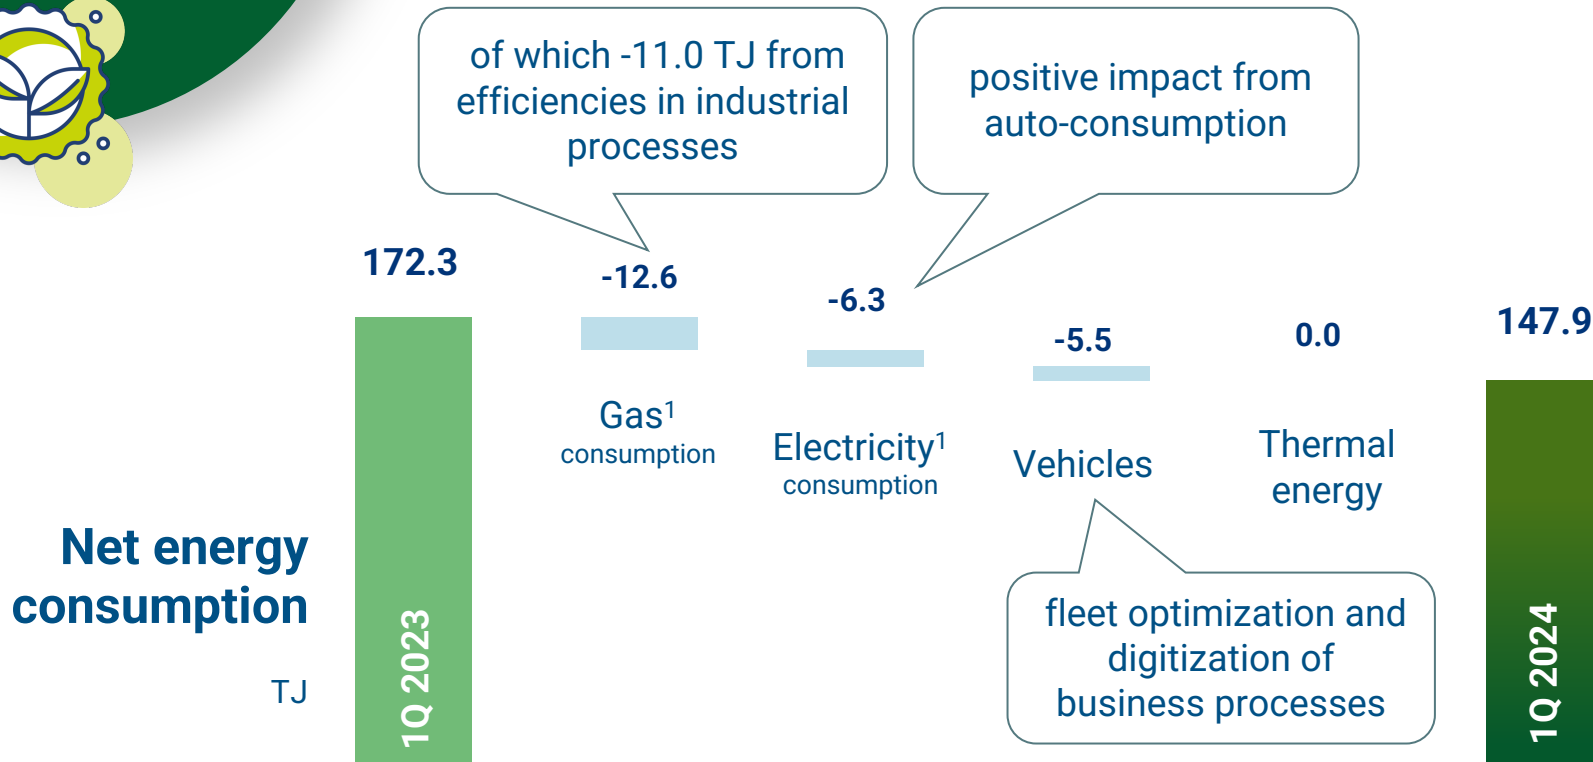 of which -11.0 TJ from
efficiencies in industrial
processes
positive impact from
auto-consumption
172.3
-12.6
-6.3
-5.5
0.0
147.9
Gas¹
consumption
Electricity¹
consumption
Vehicles
Thermal
energy
Net energy
consumption
TJ
1Q 2023
fleet optimization and
digitization of
business processes
1Q 2024